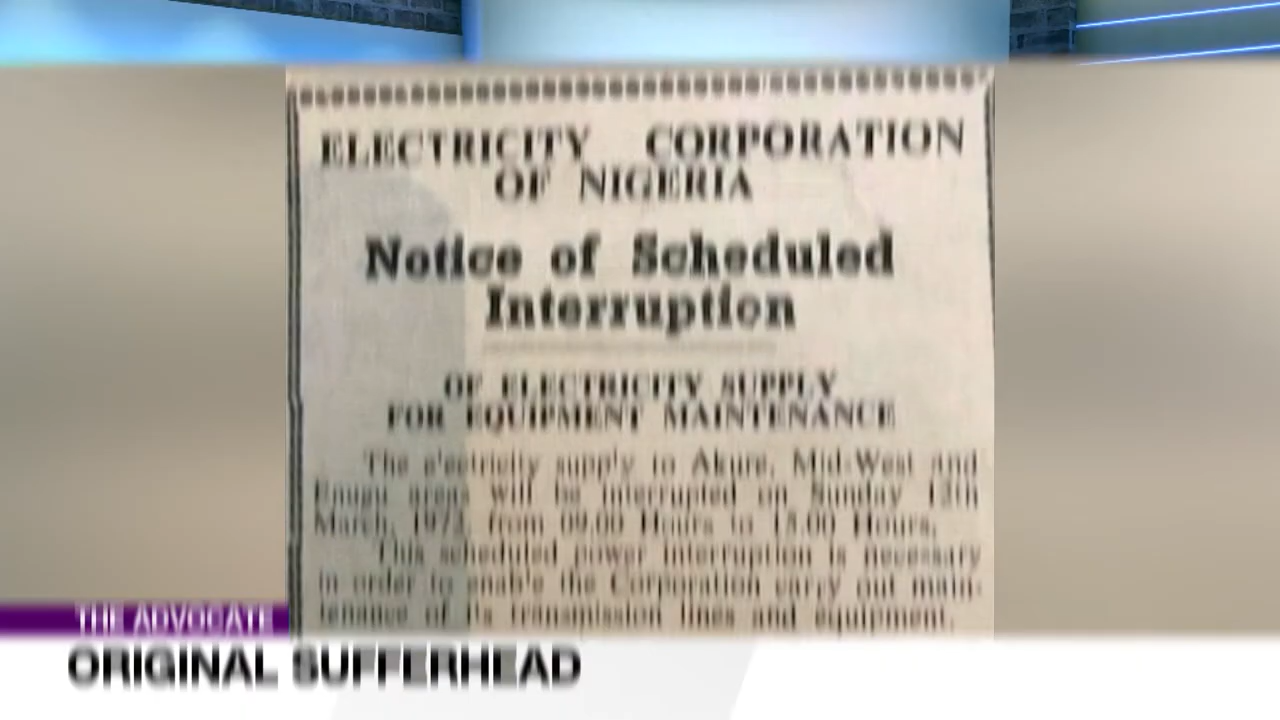 ELECTRICITY CORPORATION
OF NIGERIA
Notice of Scheduled
Interruption
OF ELECTRICITY SUPPLY
FOR EQUIPMENT MAINTENANCE
The electricity supply to Akure, Mid-West and
Enugu areas will be interrupted on Sunday 12th
March, 1972, from 09.00 Hours to 15.00 Hours.
This scheduled power interruption is necessary
in order to enable the Corporation carry out main-
tenance of its transmission lines and equipment.
THE ADVOCATE
ORIGINAL SUFFERHEAD